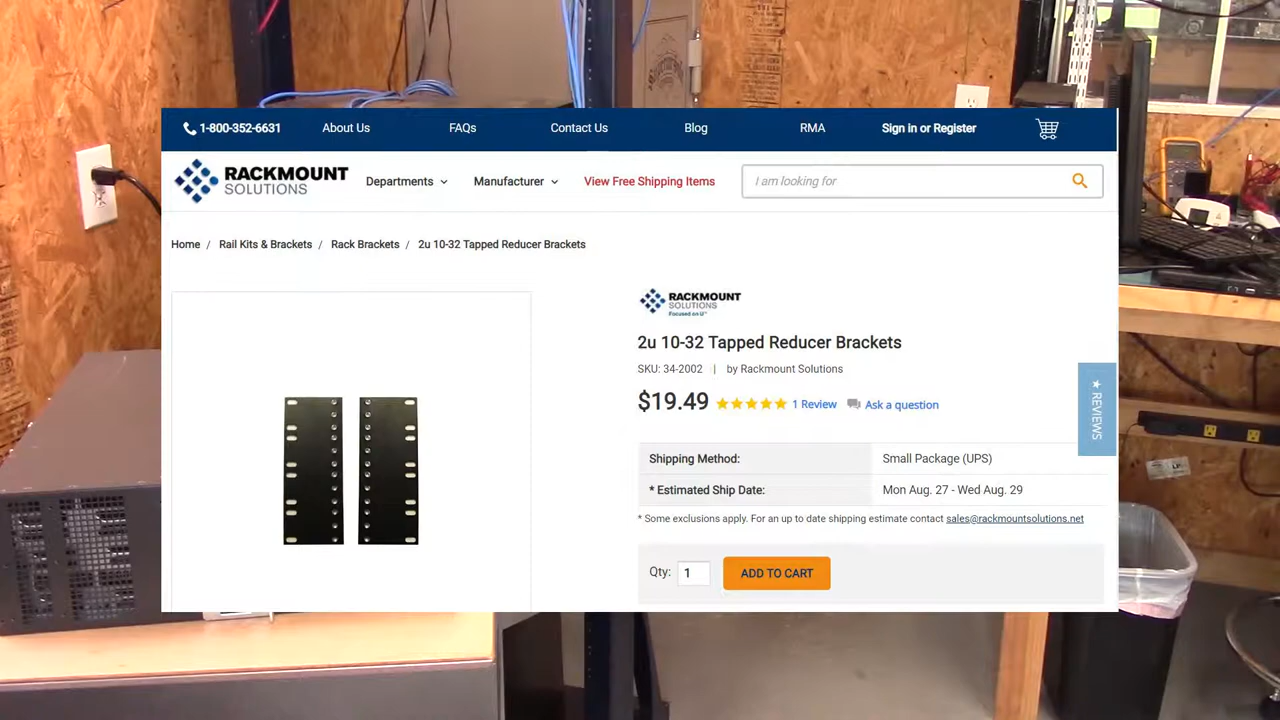 1-800-352-6631 About Us FAQs Contact Us Blog RMA Sign in or Register
RACKMOUNT
SOLUTIONS
Departments Manufacturer View Free Shipping Items I am looking for
Home / Rail Kits & Brackets / Rack Brackets / 2u 10-32 Tapped Reducer Brackets
RACKMOUNT
SOLUTIONS
Focused on U™
2u 10-32 Tapped Reducer Brackets
SKU: 34-2002 | by Rackmount Solutions
$19.49 1 Review Ask a question
★ REVIEWS
Shipping Method: Small Package (UPS)
* Estimated Ship Date: Mon Aug. 27 - Wed Aug. 29
* Some exclusions apply. For an up to date shipping estimate contact sales@rackmountsolutions.net
Qty: 1 ADD TO CART